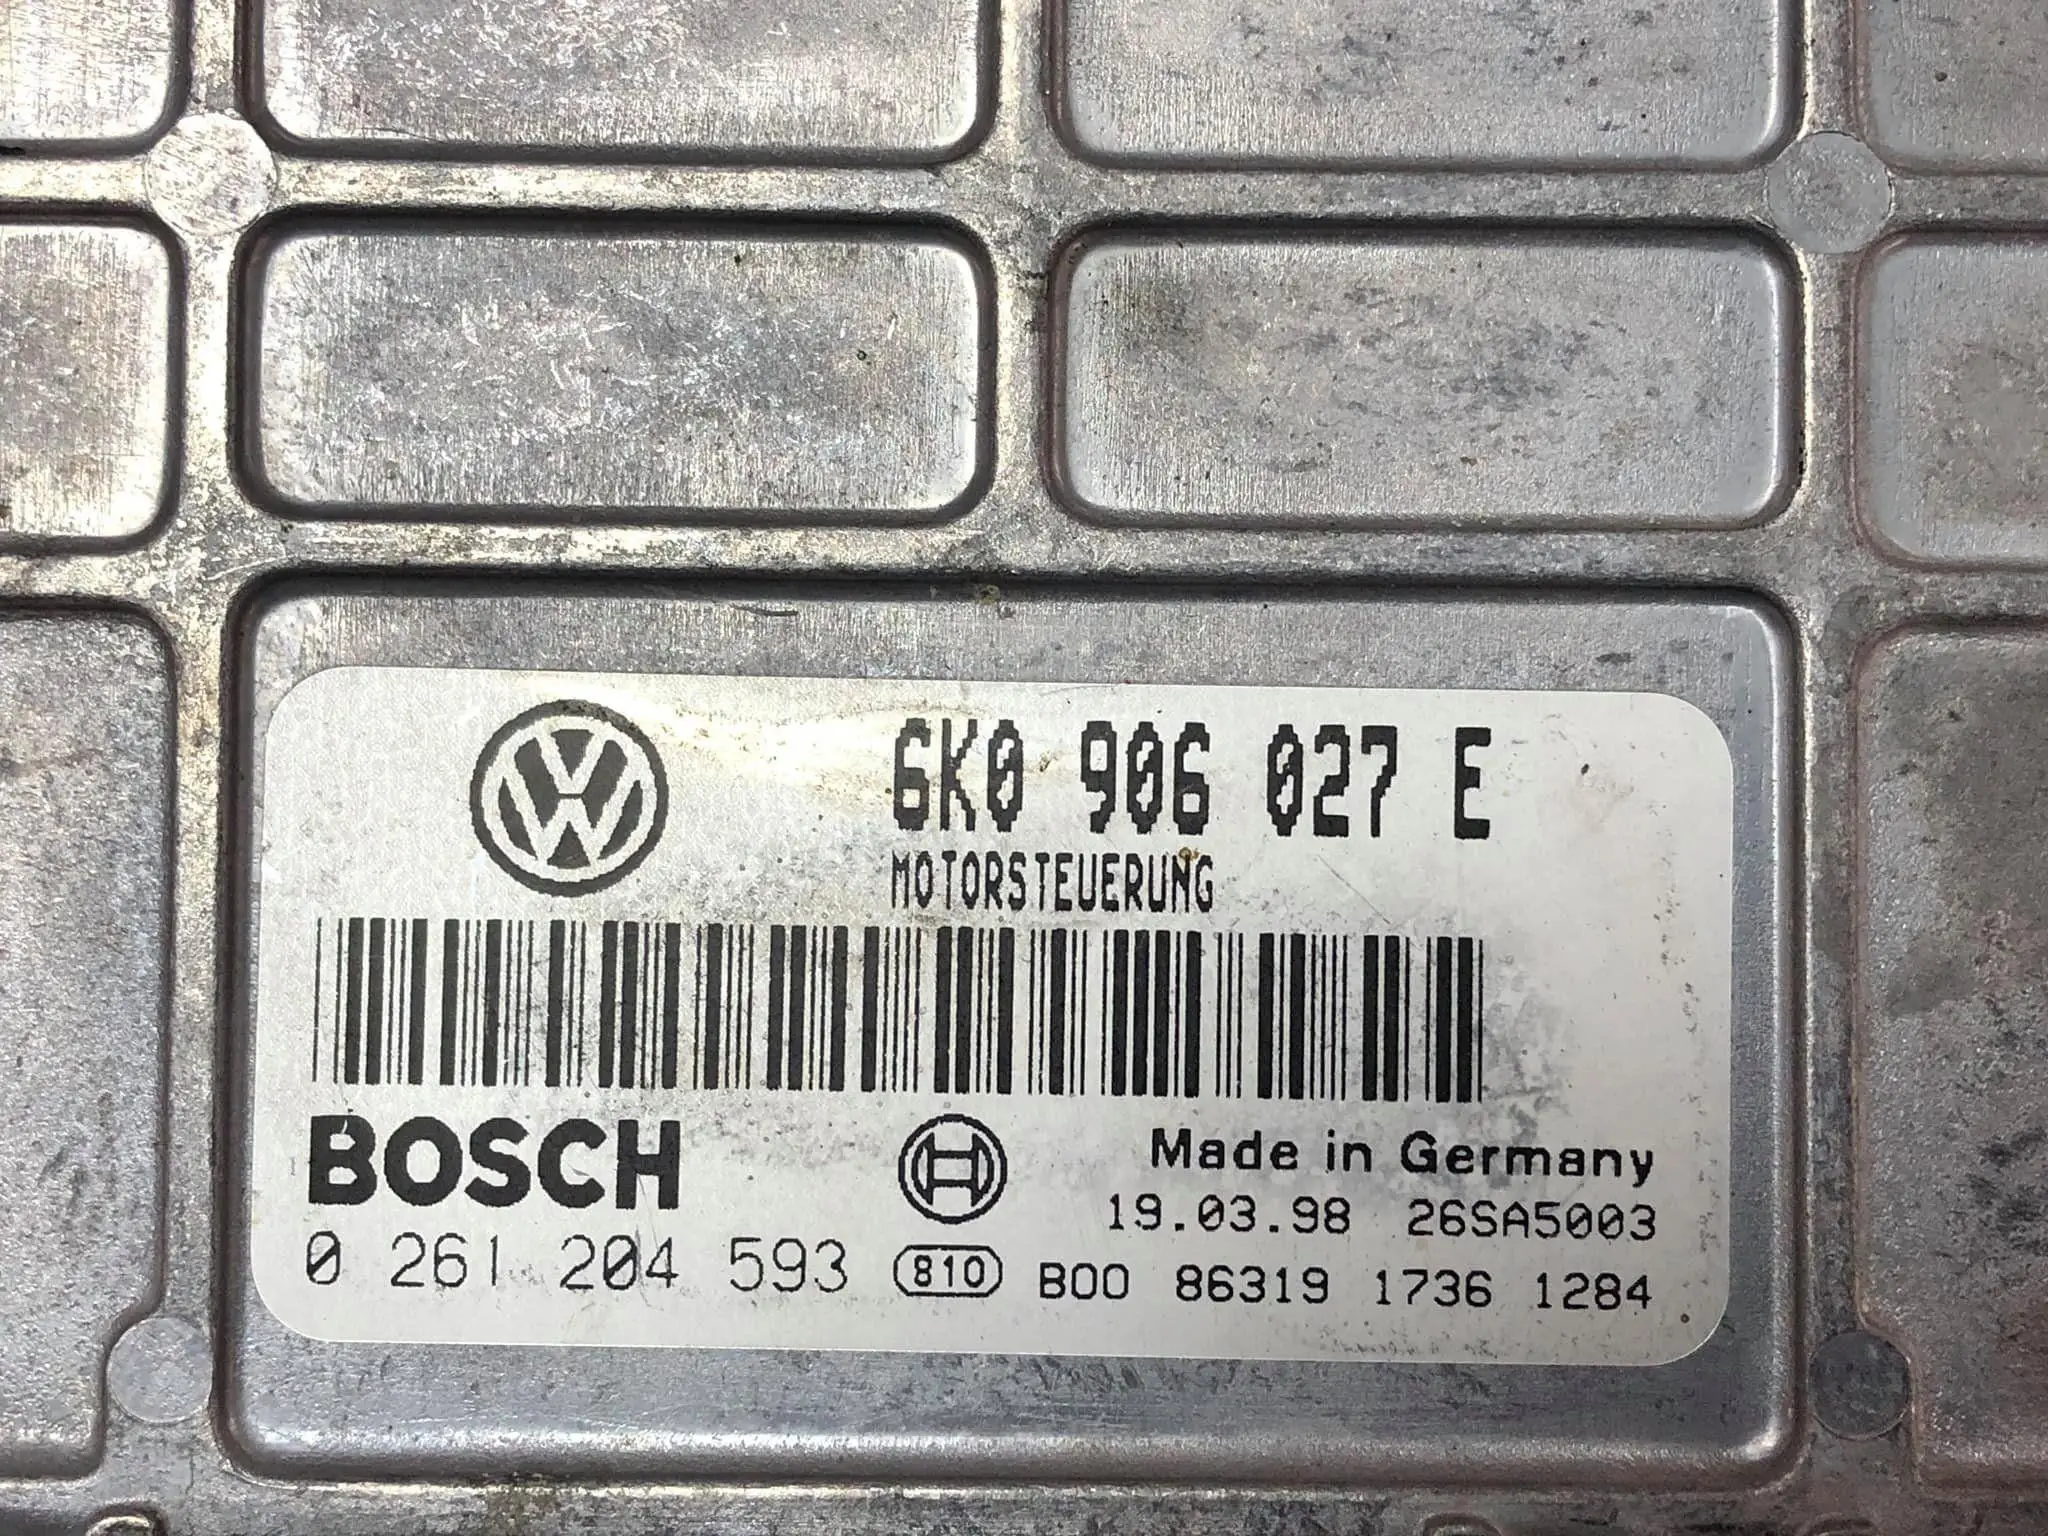 6K0 906 027 E
MOTORSTEUERUNG
BOSCH
Made in Germany
19.03.98 26SA5003
0 261 204 593 810 B00 86319 1736 1284